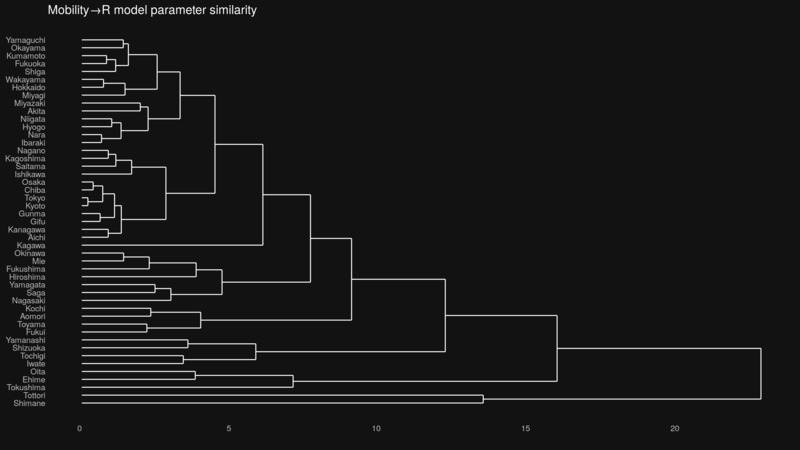 Mobility→R model parameter similarity
Yamaguchi
Okayama
Kumamoto
Fukuoka
Shiga
Wakayama
Hokkaido
Miyagi
Miyazaki
Akita
Niigata
Hyogo
Nara
Ibaraki
Nagano
Kagoshima
Saitama
Ishikawa
Osaka
Chiba
Tokyo
Kyoto
Gunma
Gifu
Kanagawa
Aichi
Kagawa
Okinawa
Mie
Fukushima
Hiroshima
Yamagata
Saga
Nagasaki
Kochi
Aomori
Toyama
Fukui
Yamanashi
Shizuoka
Tochigi
Iwate
Oita
Ehime
Tokushima
Tottori
Shimane
0 5 10 15 20